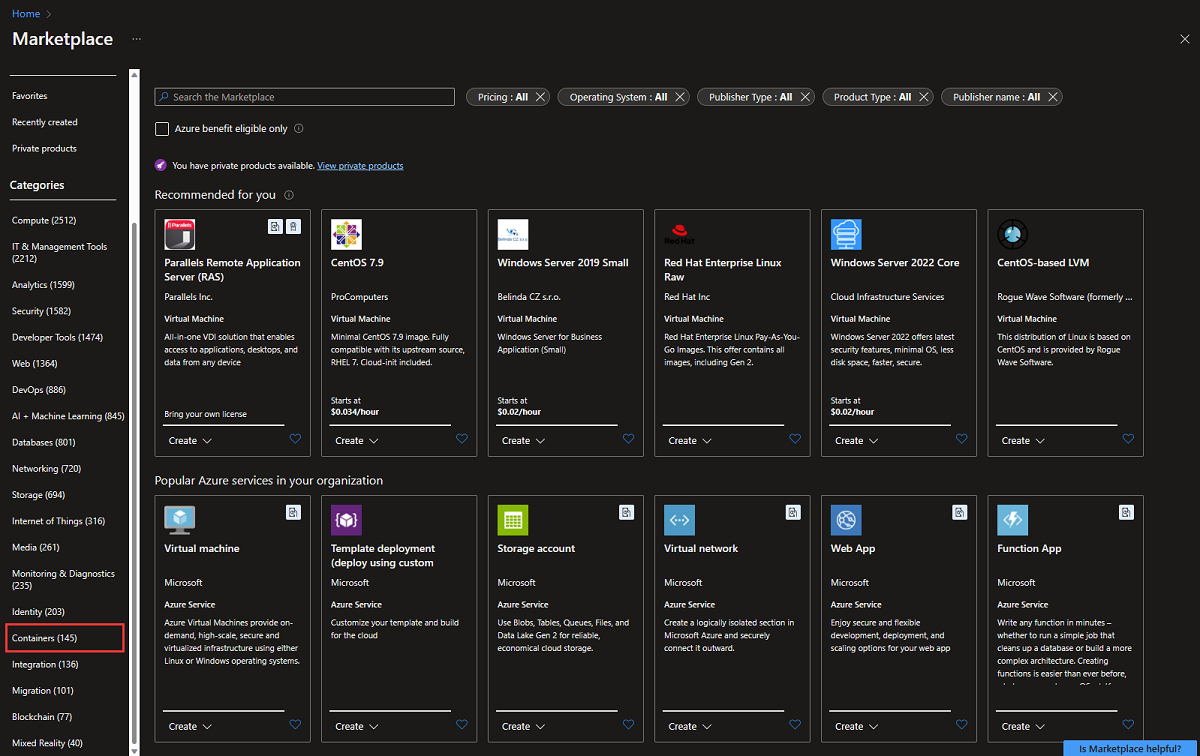 Home
Marketplace
...
Favorites
Recently created
Private products
Categories
Compute (2512)
IT & Management Tools
(2212)
Analytics (1599)
Security (1582)
Developer Tools (1474)
Web (1364)
DevOps (886)
AI + Machine Learning (845)
Databases (801)
Networking (720)
Storage (694)
Internet of Things (316)
Media (261)
Monitoring & Diagnostics
(235)
Identity (203)
Containers (145)
Integration (136)
Migration (101)
Blockchain (77)
Mixed Reality (40)
Search the Marketplace
Pricing : All
Operating System : All
Publisher Type : All
Product Type : All
Publisher name : All
Azure benefit eligible only
You have private products available. View private products
Recommended for you
Parallels
Parallels Remote Application
Server (RAS)
Parallels Inc.
Virtual Machine
All-in-one VDI solution that enables
access to applications, desktops, and
data from any device
Bring your own license
Create
CentOS 7.9
ProComputers
Virtual Machine
Minimal CentOS 7.9 image. Fully
compatible with its upstream source,
RHEL 7. Cloud-init included.
Starts at
$0.034/hour
Create
Belinda CZ s.r.o
Windows Server 2019 Small
Belinda CZ s.r.o.
Virtual Machine
Windows Server for Business
Application (Small)
Starts at
$0.02/hour
Create
Red Hat
Red Hat Enterprise Linux
Raw
Red Hat Inc
Virtual Machine
Red Hat Enterprise Linux Pay-As-You-
Go Images. This offer contains all
images, including Gen 2.
Create
Windows Server 2022 Core
Cloud Infrastructure Services
Virtual Machine
Windows Server 2022 offers latest
security features, minimal OS, less
disk space, faster, secure.
Starts at
$0.02/hour
Create
CentOS-based LVM
Rogue Wave Software (formerly ...
Virtual Machine
This distribution of Linux is based on
CentOS and is provided by Rogue
Wave Software.
Create
Popular Azure services in your organization
Virtual machine
Microsoft
Azure Service
Azure Virtual Machines provide on-
demand, high-scale, secure and
virtualized infrastructure using either
Linux or Windows operating systems.
Create
Template deployment
(deploy using custom
Microsoft
Azure Service
Customize your template and build
for the cloud
Create
Storage account
Microsoft
Azure Service
Use Blobs, Tables, Queues, Files, and
Data Lake Gen 2 for reliable,
economical cloud storage.
Create
Virtual network
Microsoft
Azure Service
Create a logically isolated section in
Microsoft Azure and securely
connect it outward.
Create
Web App
Microsoft
Azure Service
Enjoy secure and flexible
development, deployment, and
scaling options for your web app
Create
Function App
Microsoft
Azure Service
Write any function in minutes –
whether to run a simple job that
cleans up a database or build a more
complex architecture. Creating
functions is easier than ever before,
Create
Is Marketplace helpful?